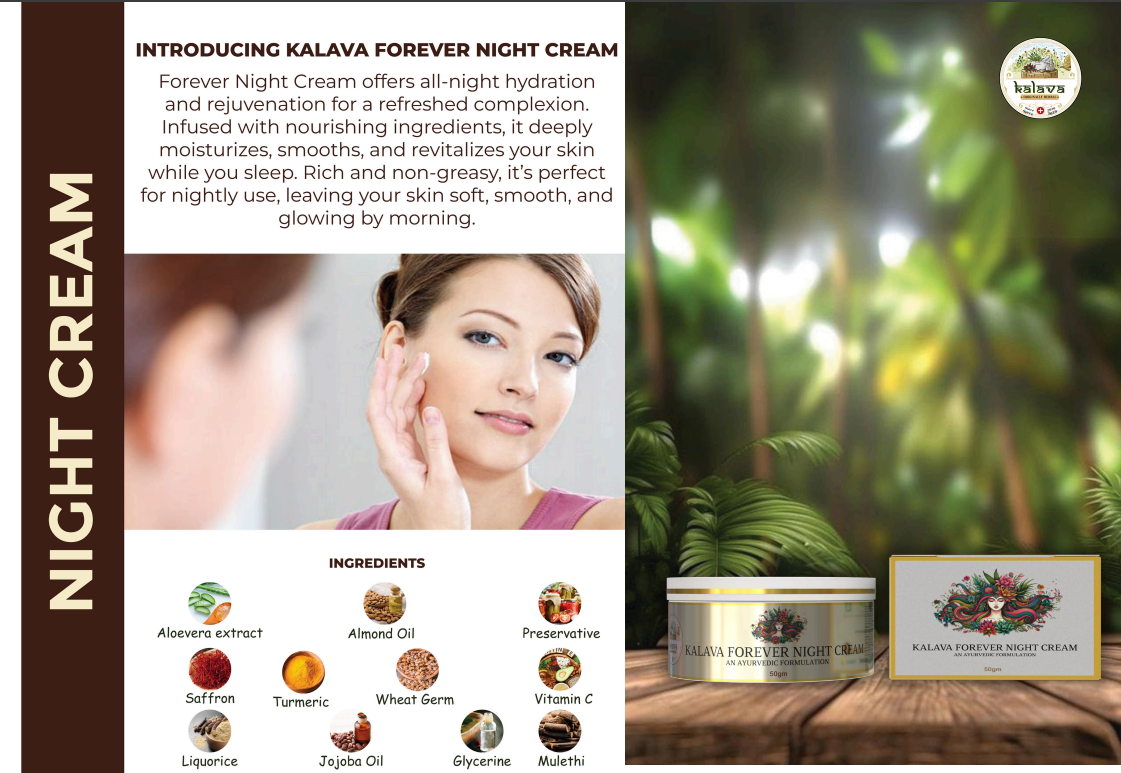 NIGHT CREAM
INTRODUCING KALAVA FOREVER NIGHT CREAM
Forever Night Cream offers all-night hydration
and rejuvenation for a refreshed complexion.
Infused with nourishing ingredients, it deeply
moisturizes, smooths, and revitalizes your skin
while you sleep. Rich and non-greasy, it’s perfect
for nightly use, leaving your skin soft, smooth, and
glowing by morning.
INGREDIENTS
Aloevera extract
Almond Oil
Preservative
Saffron
Turmeric
Wheat Germ
Vitamin C
Liquorice
Jojoba Oil
Glycerine
Mulethi
kalava
KALAVA FOREVER NIGHT CREAM
AN AYURVEDIC FORMULATION
50gm
KALAVA FOREVER NIGHT CREAM
AN AYURVEDIC FORMULATION
50gm